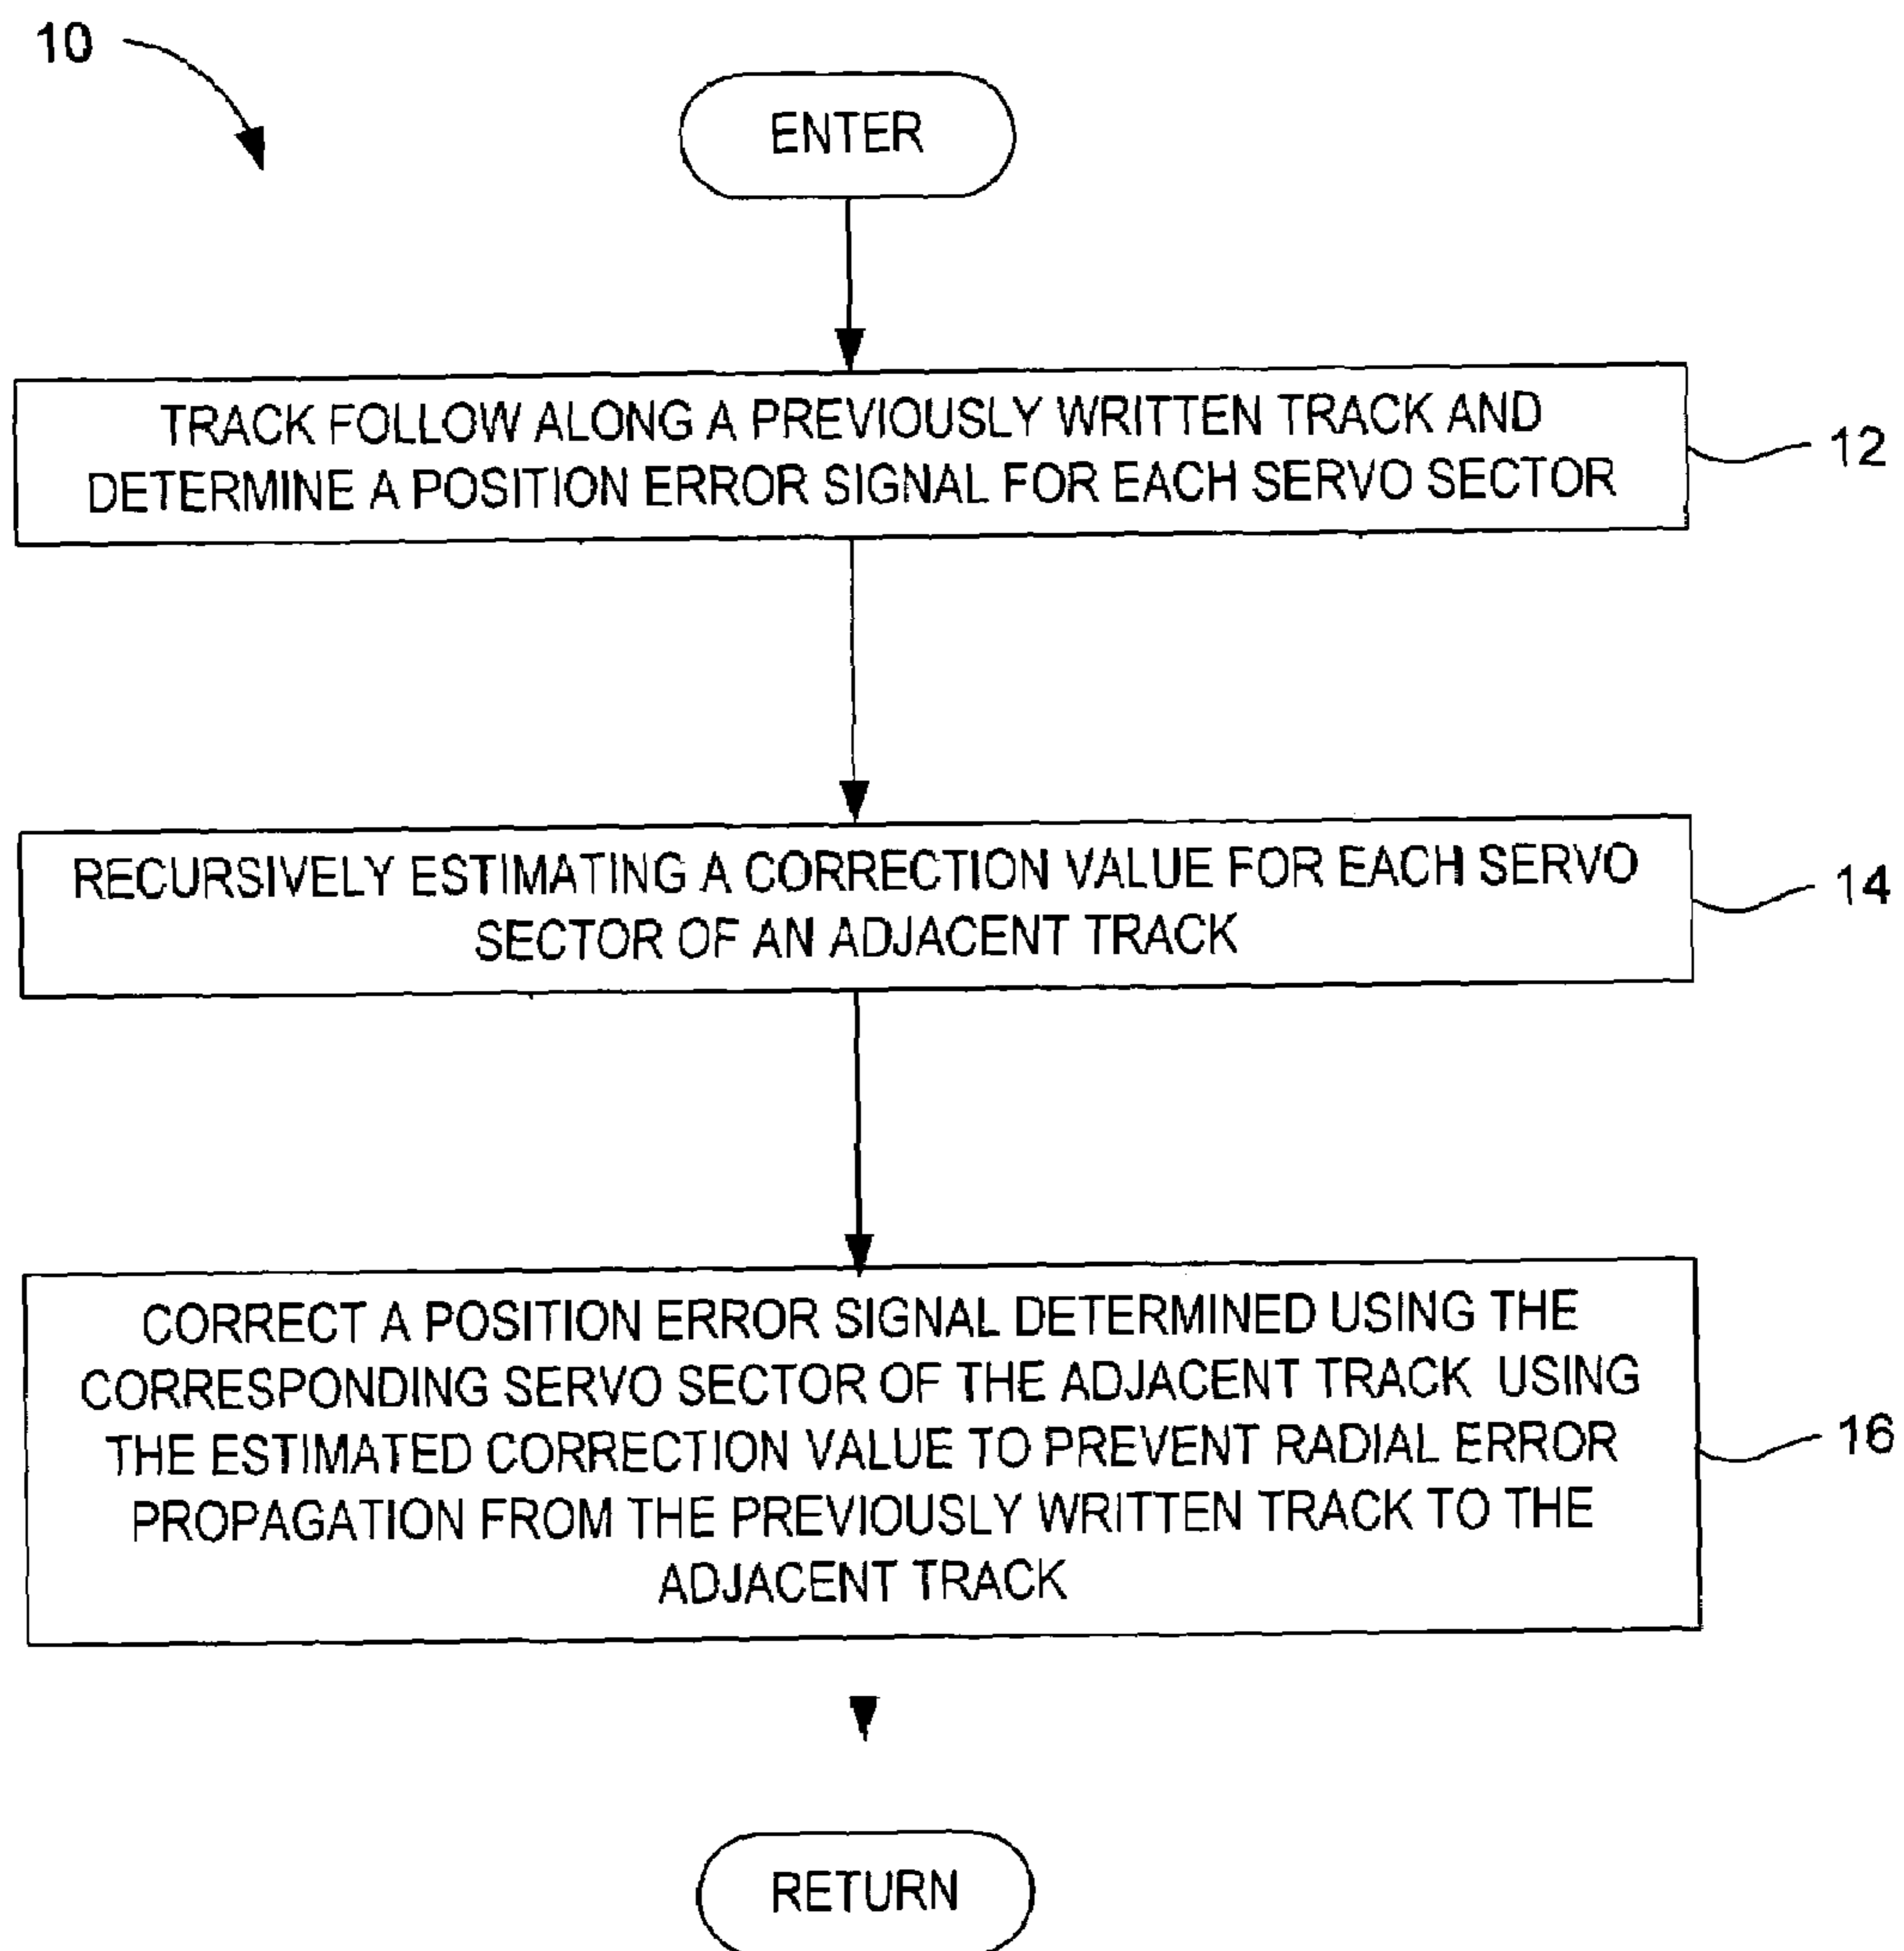 10
ENTER
TRACK FOLLOW ALONG A PREVIOUSLY WRITTEN TRACK AND
DETERMINE A POSITION ERROR SIGNAL FOR EACH SERVO SECTOR
12
RECURSIVELY ESTIMATING A CORRECTION VALUE FOR EACH SERVO
SECTOR OF AN ADJACENT TRACK
14
CORRECT A POSITION ERROR SIGNAL DETERMINED USING THE
CORRESPONDING SERVO SECTOR OF THE ADJACENT TRACK USING
THE ESTIMATED CORRECTION VALUE TO PREVENT RADIAL ERROR
PROPAGATION FROM THE PREVIOUSLY WRITTEN TRACK TO THE
ADJACENT TRACK
16
RETURN